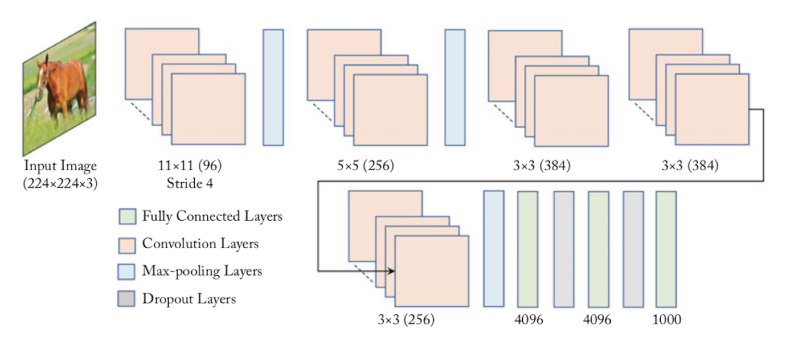 Input Image
(224×224×3)
11×11 (96)
Stride 4
5×5 (256)
3×3 (384)
3×3 (384)
Fully Connected Layers
Convolution Layers
Max-pooling Layers
Dropout Layers
3×3 (256)
4096
4096
1000